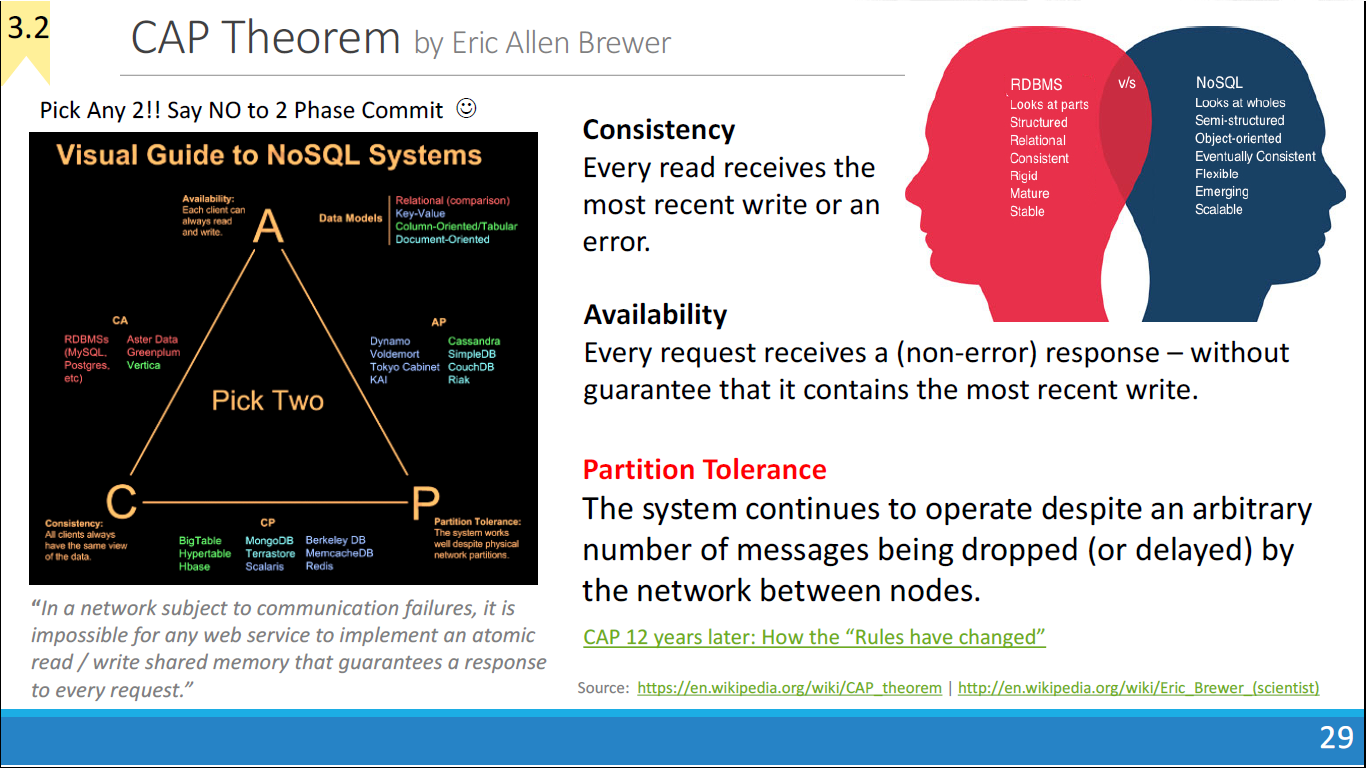 3.2
CAP Theorem by Eric Allen Brewer
Pick Any 2!! Say NO to 2 Phase Commit ☺
Visual Guide to NoSQL Systems
Availability:
Each client can
always read
and write.
A
Data Models
Relational (comparison)
Key-Value
Column-Oriented/Tabular
Document-Oriented
CA
RDBMSs
(MySQL,
Postgres,
etc)
Aster Data
Greenplum
Vertica
AP
Dynamo
Voldemort
Tokyo Cabinet
KAI
Cassandra
SimpleDB
CouchDB
Riak
Pick Two
C
P
Consistency:
All clients always
have the same view
of the data.
CP
BigTable
Hypertable
Hbase
MongoDB
Terrastore
Scalaris
Berkeley DB
MemcacheDB
Redis
Partition Tolerance:
The system works
well despite physical
network partitions.
“In a network subject to communication failures, it is
impossible for any web service to implement an atomic
read / write shared memory that guarantees a response
to every request.”
Consistency
Every read receives the
most recent write or an
error.
Availability
Every request receives a (non-error) response – without
guarantee that it contains the most recent write.
Partition Tolerance
The system continues to operate despite an arbitrary
number of messages being dropped (or delayed) by
the network between nodes.
CAP 12 years later: How the “Rules have changed”
Source: https://en.wikipedia.org/wiki/CAP_theorem | http://en.wikipedia.org/wiki/Eric_Brewer_(scientist)
RDBMS
Looks at parts
Structured
Relational
Consistent
Rigid
Mature
Stable
v/s
NoSQL
Looks at wholes
Semi-structured
Object-oriented
Eventually Consistent
Flexible
Emerging
Scalable
29